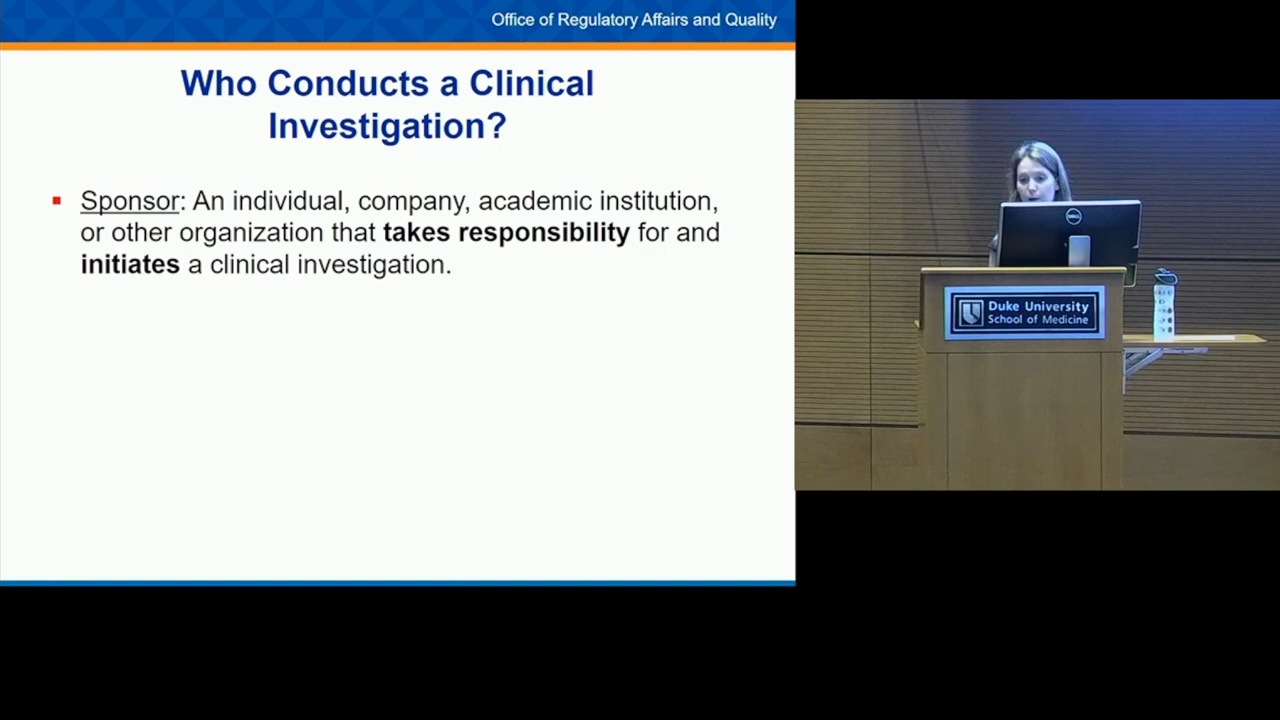 Office of Regulatory Affairs and Quality
Who Conducts a Clinical
Investigation?
Sponsor: An individual, company, academic institution,
or other organization that takes responsibility for and
initiates a clinical investigation.
DELL
Duke University
School of Medicine